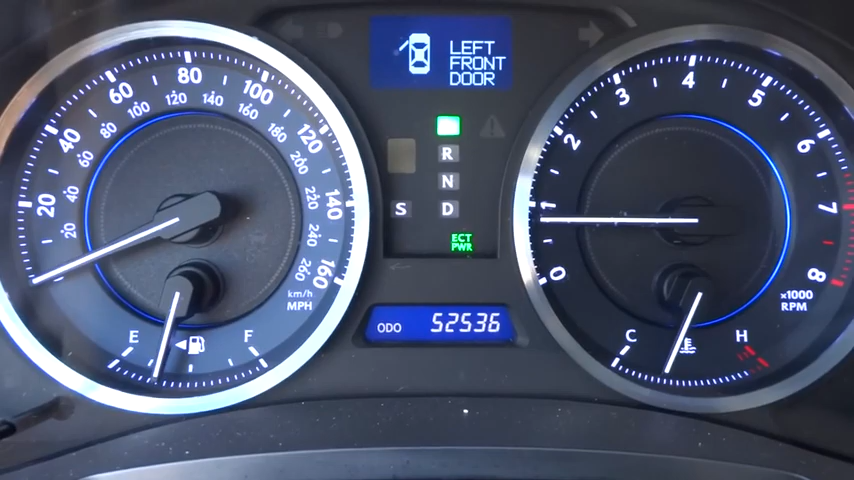 LEFT
FRONT
DOOR
20
40
60
80
100
120
140
160
20
40
60
80
100
120
140
160
180
200
220
240
260
km/h
MPH
E
F
R
N
S D
ECT
PWR
ODO 52536
0
1
2
3
4
5
6
7
8
x1000
RPM
C
H